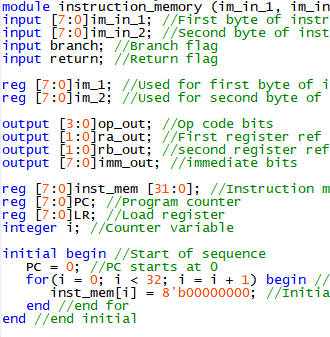 module instruction_memory (im_in_1, im_in
input [7:0]im_in_1; //First byte of instr
input [7:0]im_in_2; //Second byte of inst
input branch; //Branch flag
input return; //Return flag
reg [7:0]im_1; //Used for first byte of i
reg [7:0]im_2; //Used for second byte of
output [3:0]op_out; //Op code bits
output [1:0]ra_out; //First register ref
output [1:0]rb_out; //second register ref
output [7:0]imm_out; //immediate bits
reg [7:0]inst_mem [31:0]; //Instruction m
reg [7:0]PC; //Program counter
reg [7:0]LR; //Load register
integer i; //Counter variable
initial begin //Start of sequence
PC = 0; //PC starts at 0
for(i = 0; i < 32; i = i + 1) begin //
inst_mem[i] = 8'b00000000; //Initia
end //end for
end //end initial